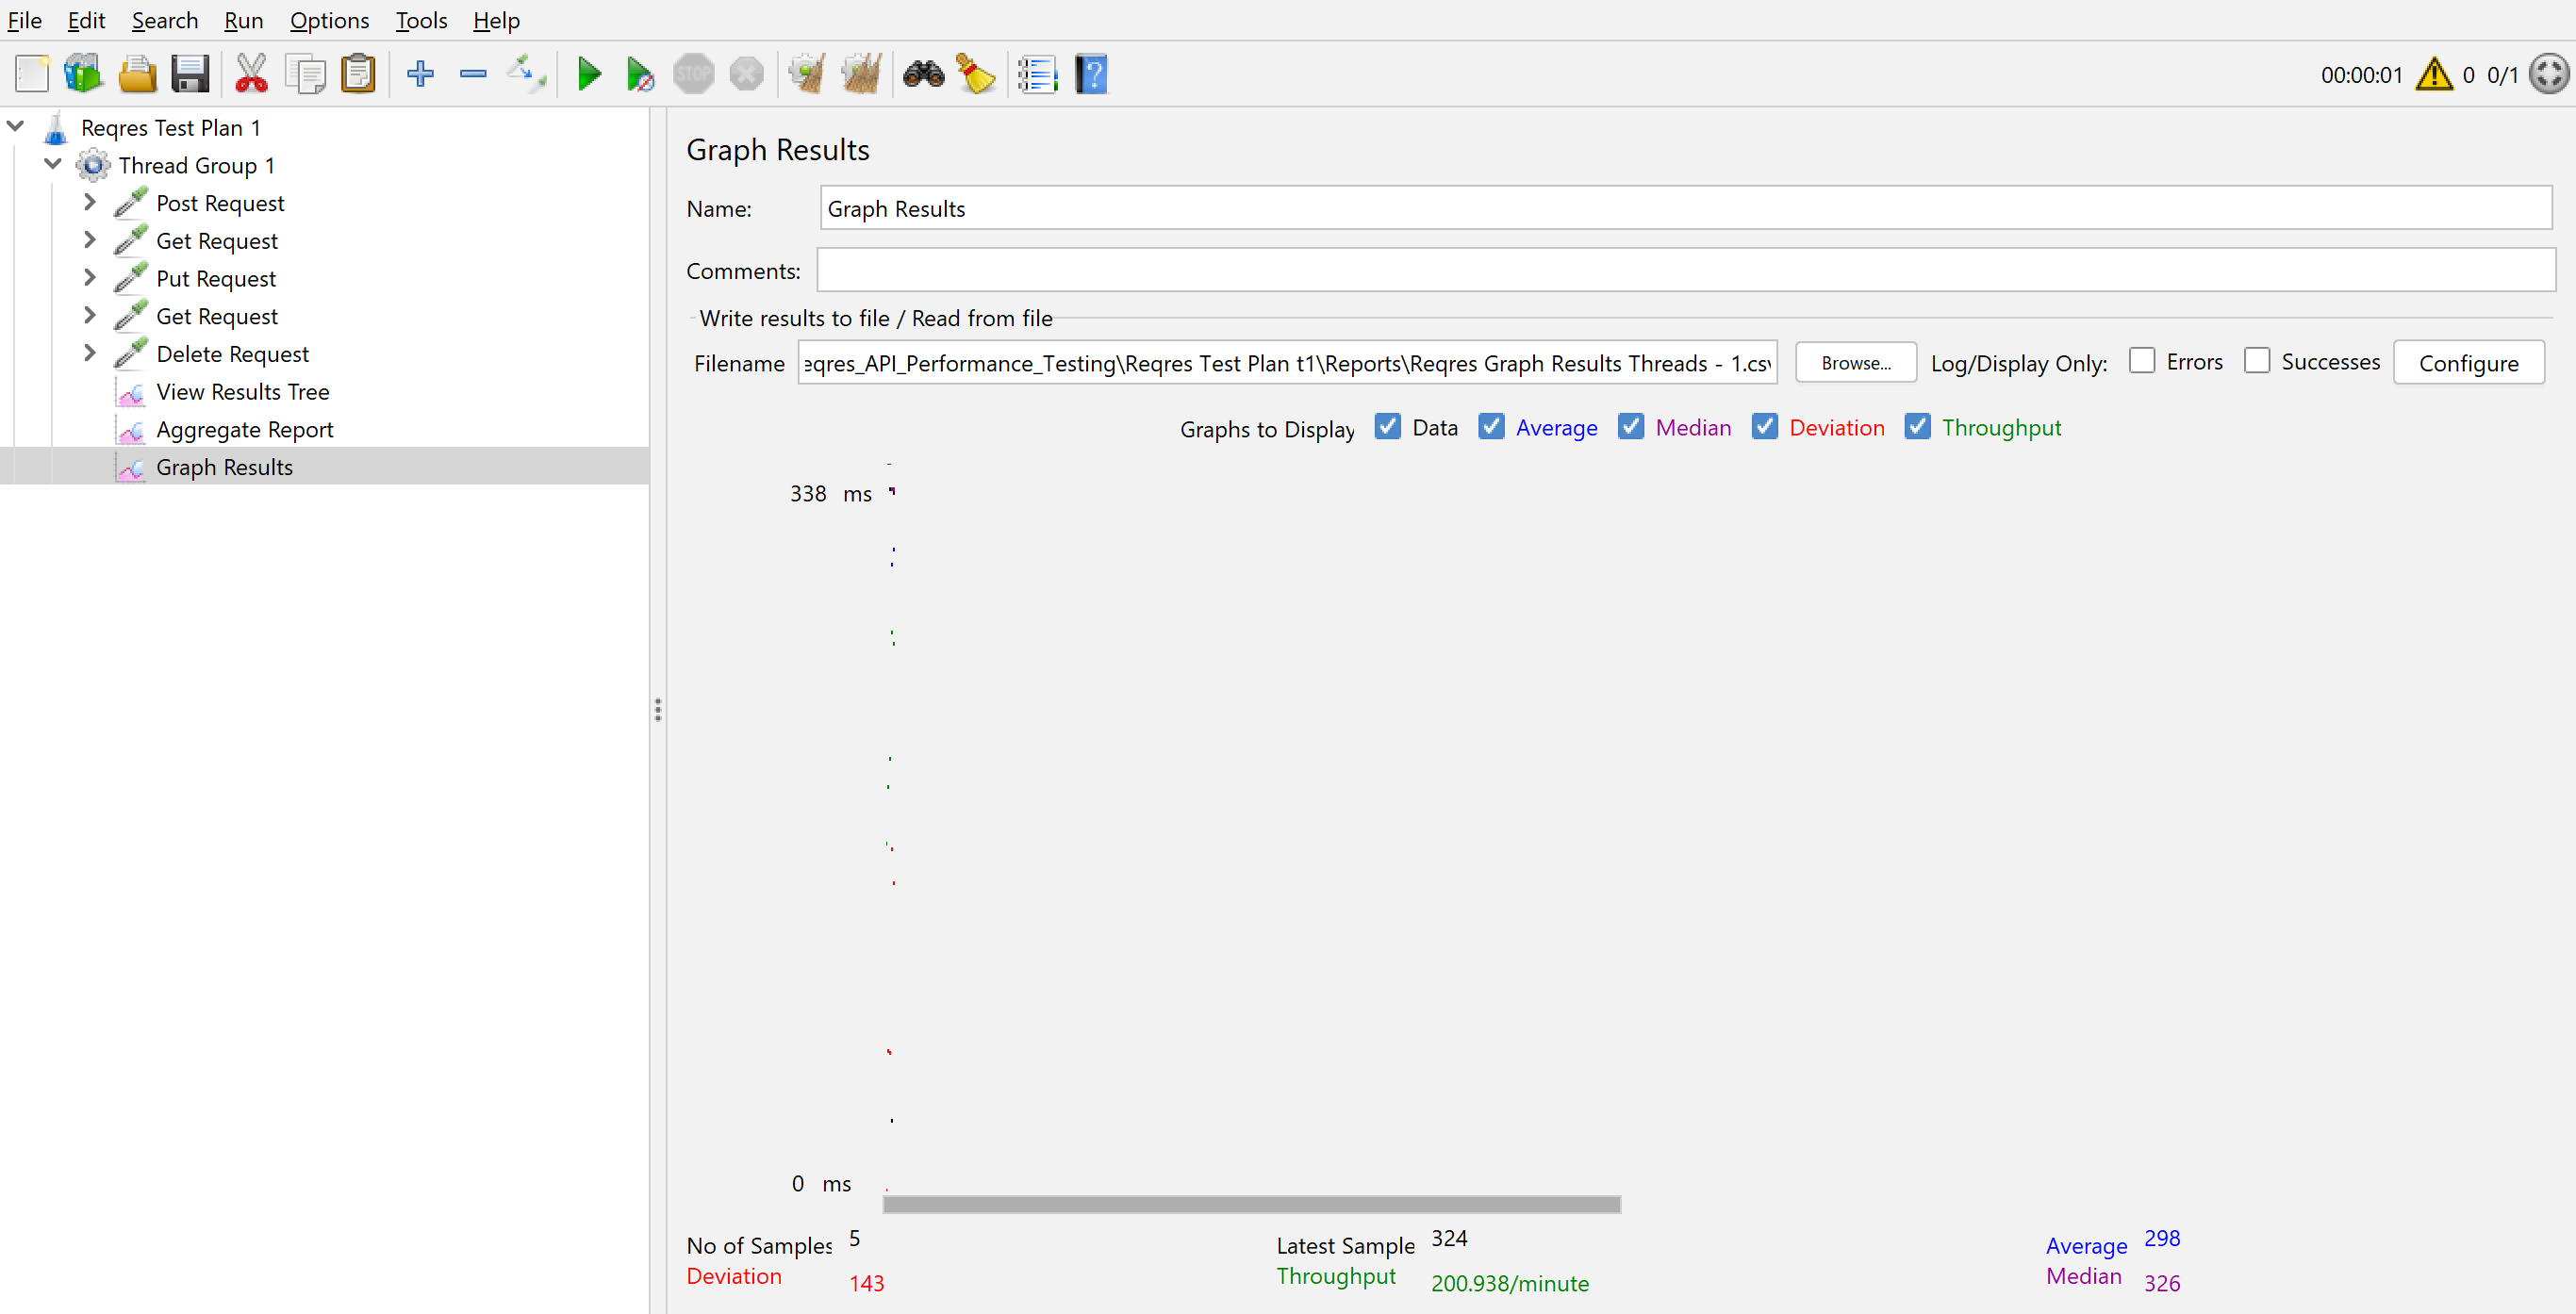 File Edit Search Run Options Tools Help
STOP
00:00:01 0 0/1
Reqres Test Plan 1
Thread Group 1
Post Request
Get Request
Put Request
Get Request
Delete Request
View Results Tree
Aggregate Report
Graph Results
Graph Results
Name: Graph Results
Comments:
Write results to file / Read from file
Filename eqres_API_Performance_Testing\Reqres Test Plan t1\Reports\Reqres Graph Results Threads - 1.csv Browse... Log/Display Only: Errors Successes Configure
Graphs to Display Data Average Median Deviation Throughput
338 ms
0 ms
No of Samples 5 Latest Sample 324 Average 298
Deviation 143 Throughput 200.938/minute Median 326